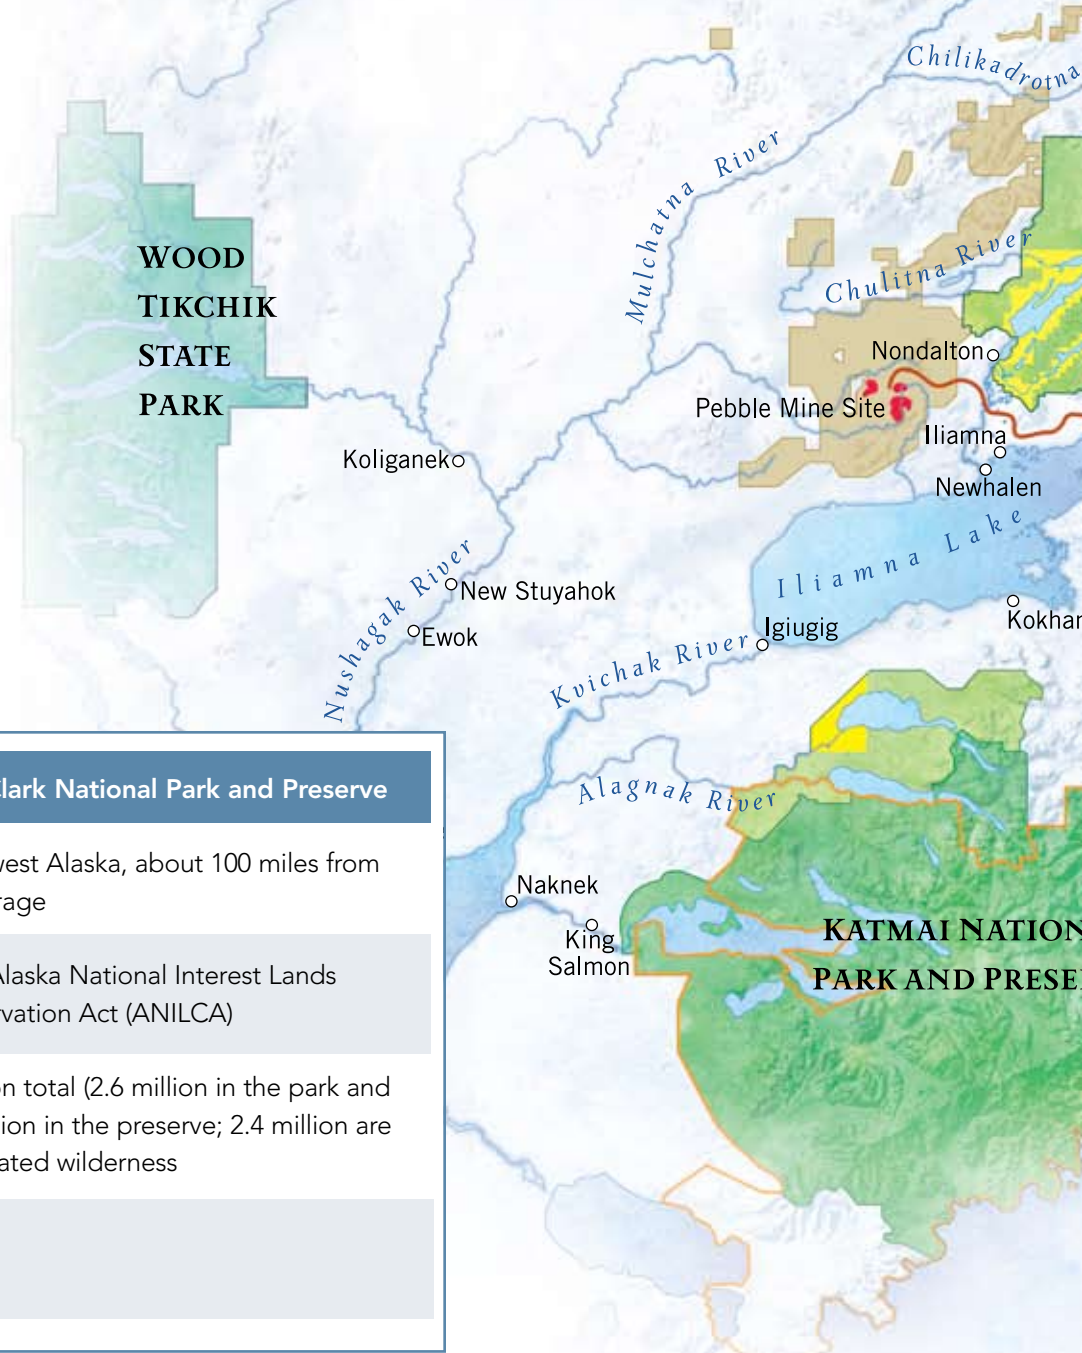 Chilikadrotna
Mulchatna River
WOOD
TIKCHIK
STATE
PARK
Chulitna River
Nondalton
Pebble Mine Site
Iliamna
Newhalen
Koliganek
Iliamna Lake
Nushagak River
New Stuyahok
Ewok
Igiugig
Kokhan
Kvichak River
Alagnak River
Clark National Park and Preserve
west Alaska, about 100 miles from
rage
Alaska National Interest Lands
rvation Act (ANILCA)
on total (2.6 million in the park and
ion in the preserve; 2.4 million are
ated wilderness
Naknek
King
Salmon
KATMAI NATION
PARK AND PRESE